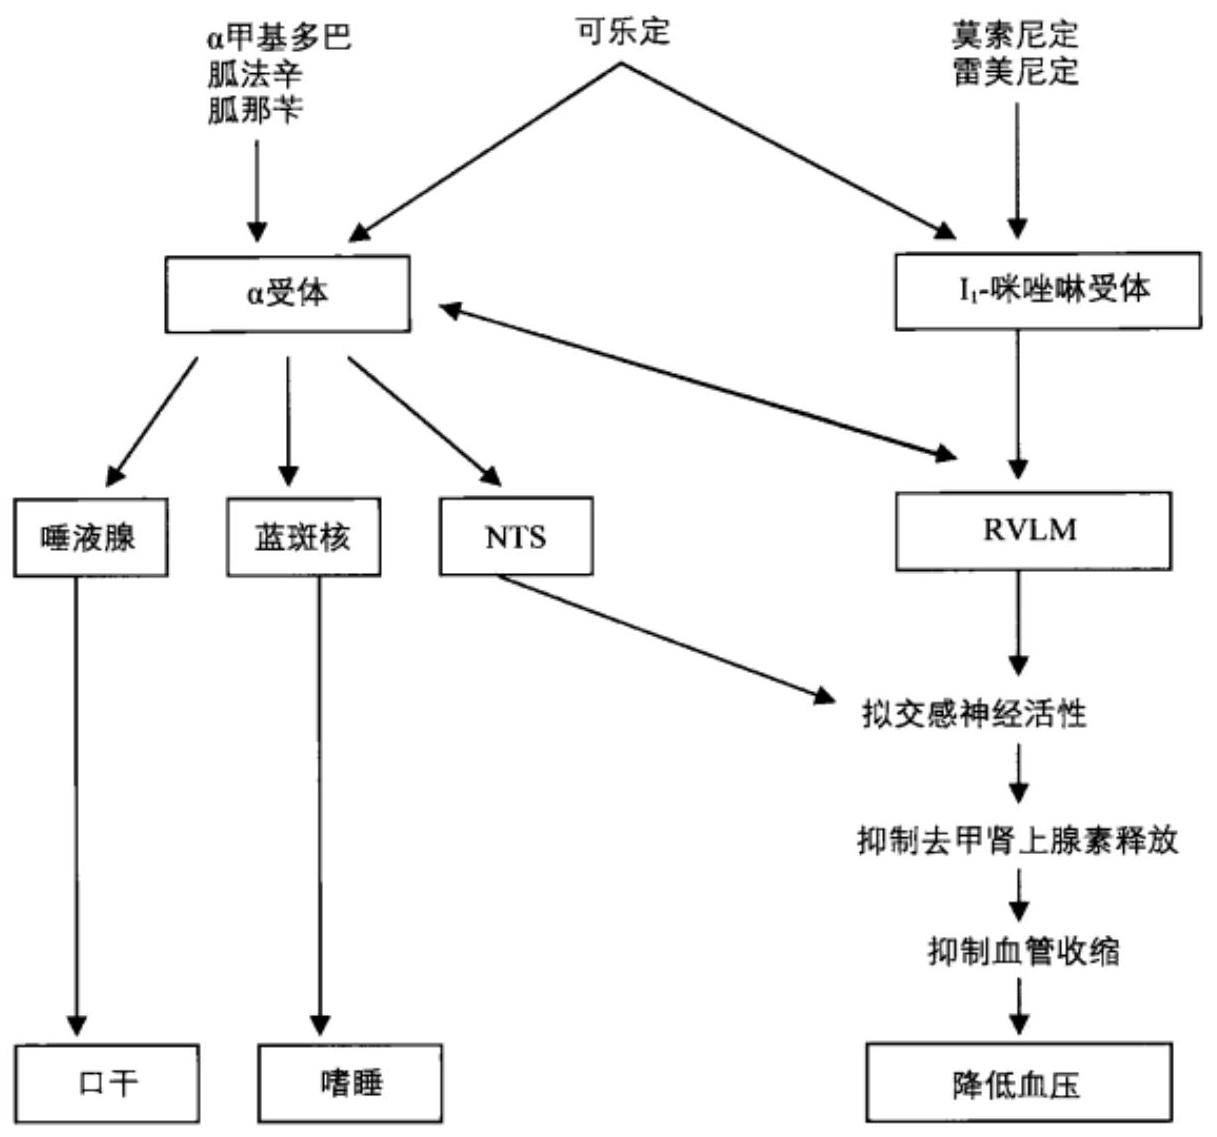 α甲基多巴
胍法辛
胍那苄
可乐定
莫索尼定
雷美尼定
α受体
I₁-咪唑啉受体
唾液腺
蓝斑核
NTS
RVLM
拟交感神经活性
抑制去甲肾上腺素释放
抑制血管收缩
口干
嗜睡
降低血压